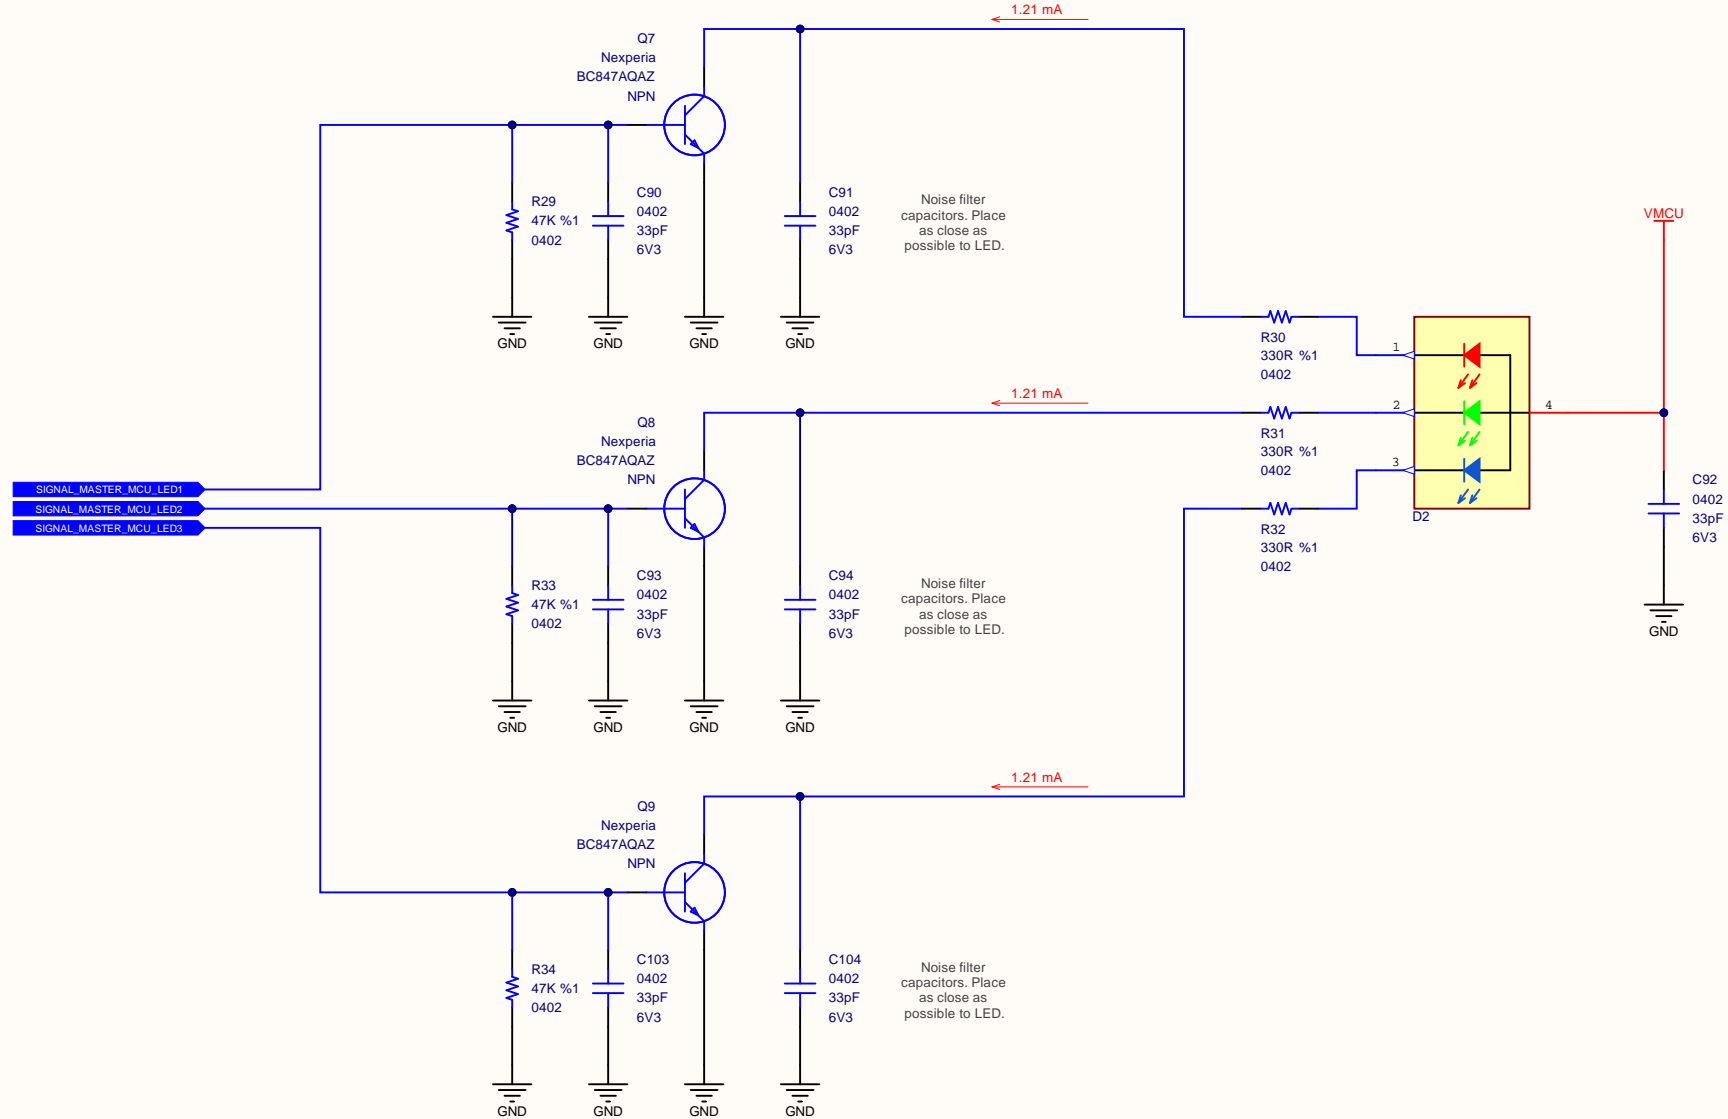 1.21 mA
Q7
Nexperia
BC847AQAZ
NPN
R29
47K %1
0402
C90
0402
33pF
6V3
C91
0402
33pF
6V3
Noise filter
capacitors. Place
as close as
possible to LED.
GND
GND
GND
GND
VMCU
R30
330R %1
0402
1
1.21 mA
2
R31
330R %1
0402
3
R32
330R %1
0402
4
D2
C92
0402
33pF
6V3
GND
Q8
Nexperia
BC847AQAZ
NPN
SIGNAL_MASTER_MCU_LED1
SIGNAL_MASTER_MCU_LED2
SIGNAL_MASTER_MCU_LED3
R33
47K %1
0402
C93
0402
33pF
6V3
C94
0402
33pF
6V3
Noise filter
capacitors. Place
as close as
possible to LED.
GND
GND
GND
GND
1.21 mA
Q9
Nexperia
BC847AQAZ
NPN
R34
47K %1
0402
C103
0402
33pF
6V3
C104
0402
33pF
6V3
Noise filter
capacitors. Place
as close as
possible to LED.
GND
GND
GND
GND